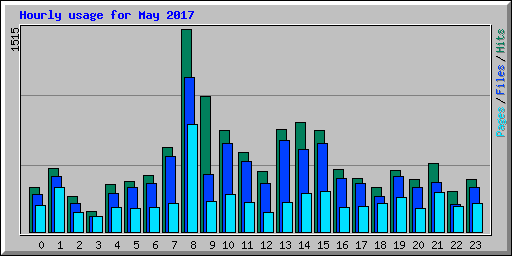 Hourly usage for May 2017
1515
Pages / Files / Hits
0 1 2 3 4 5 6 7 8 9 10 11 12 13 14 15 16 17 18 19 20 21 22 23